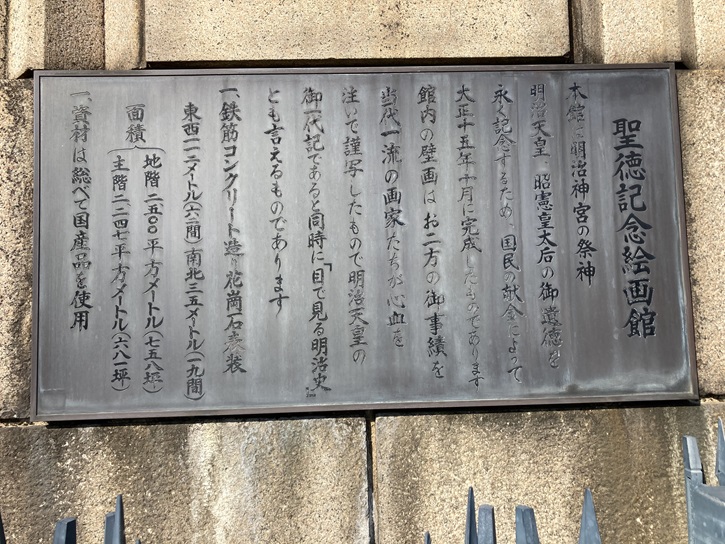 聖徳記念絵画館
本館は明治神宮の祭神
明治天皇、昭憲皇太后の御遺徳を
永く記念するため、国民の献金によって
大正十五年十月に完成したものであります
館内の壁画はお二方の御事績を
当代一流の画家たちが心血を
注いで謹写したもので明治天皇の
御一代記であると同時に「目で見る明治史」
とも言えるものであります
一、鉄筋コンクリート造り花崗石表装
東西一一二メートル(六二間)南北三五メートル(一九間)
面積
地階二五〇〇平方メートル(七五八坪)
主階二二四七平方メートル(六八一坪)
一、資材は総べて国産品を使用